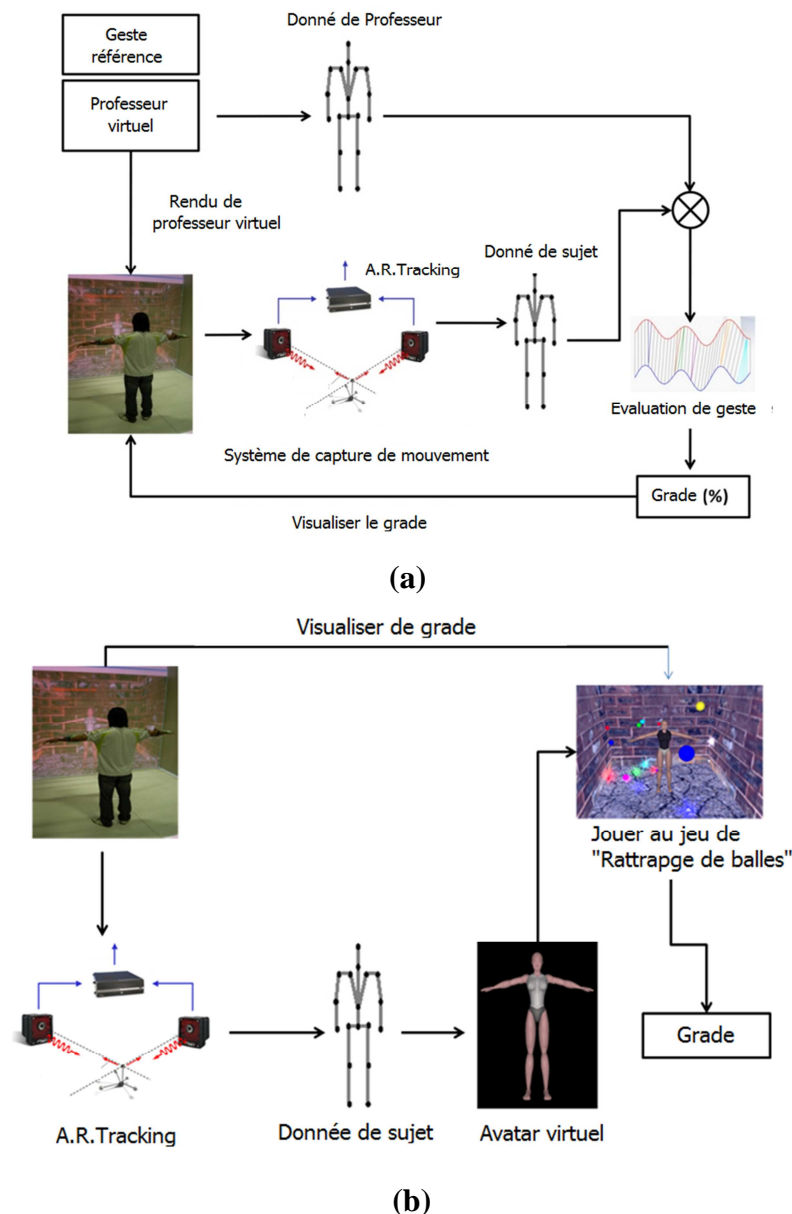 Donné de Professeur
Geste
référence
Professeur
virtuel
Rendu de
professeur virtuel
A.R.Tracking
Donné de sujet
Evaluation de geste
Système de capture de mouvement
Grade (%)
Visualiser le grade
(a)
Visualiser de grade
Jouer au jeu de
"Rattrapge de balles"
Grade
A.R.Tracking
Donnée de sujet
Avatar virtuel
(b)